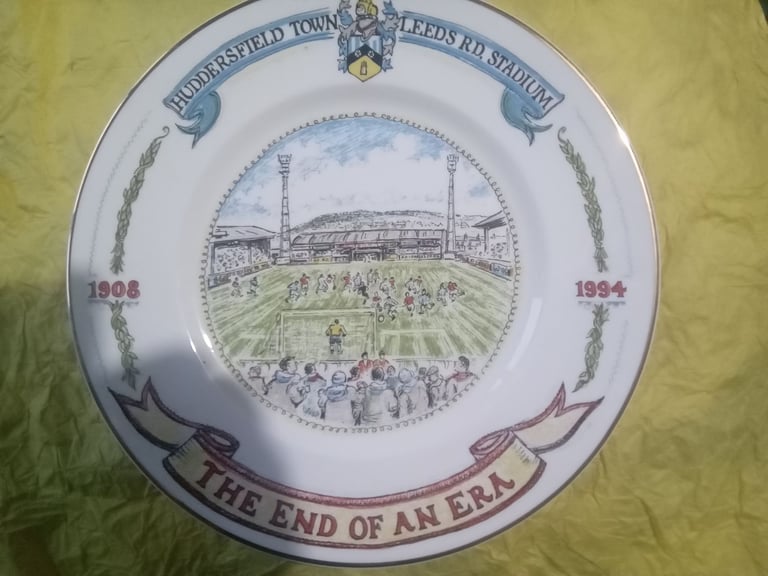 HUDDERSFIELD TOWN LEEDS RD. STADIUM
1908 1994
THE END OF AN ERA